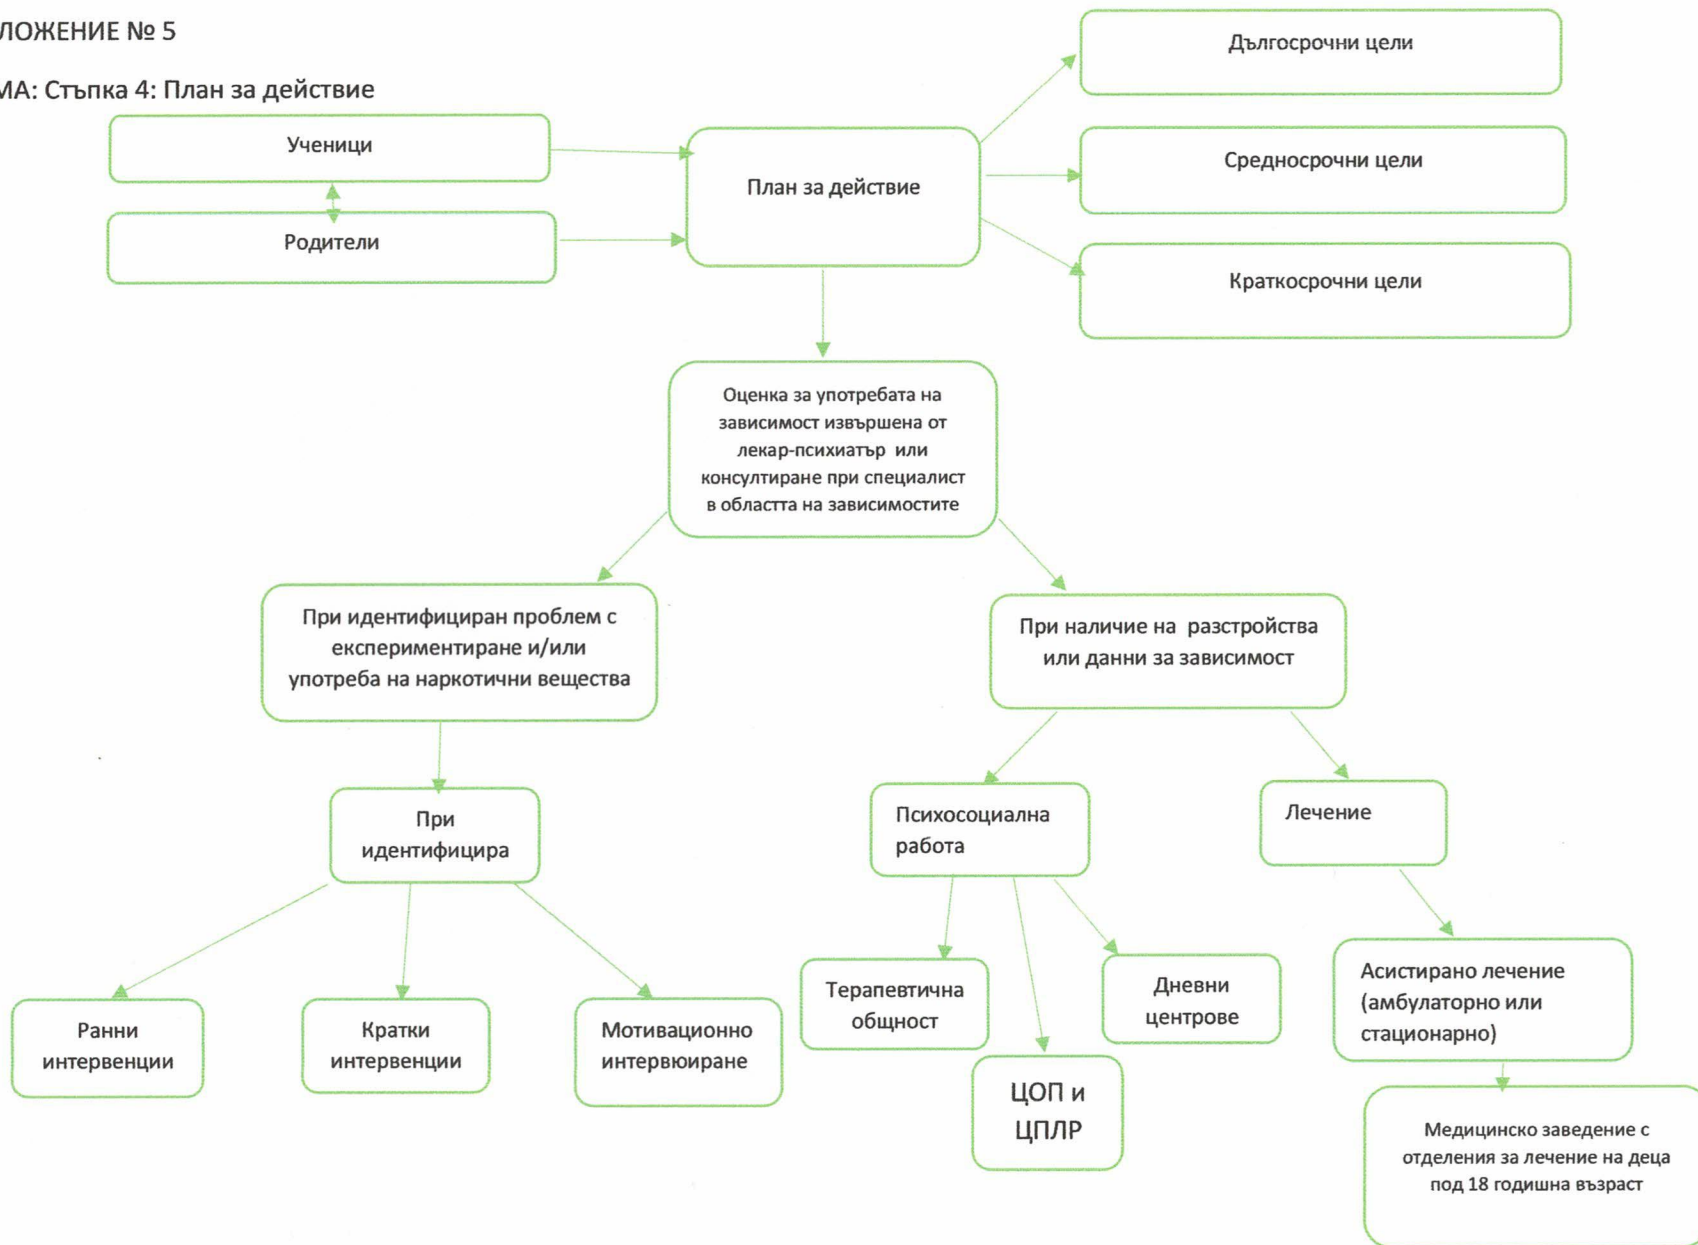 ЛОЖЕНИЕ № 5
МА: Стъпка 4: План за действие
Ученици
Родители
План за действие
Дългосрочни цели
Средносрочни цели
Краткосрочни цели
Оценка за употребата на
зависимост извършена от
лекар-психиатър или
консултиране при специалист
в областта на зависимостите
При идентифициран проблем с
експериментиране и/или
употреба на наркотични вещества
При наличие на разстройства
или данни за зависимост
При
идентифицира
Психосоциална
работа
Лечение
Ранни
интервенции
Кратки
интервенции
Мотивационно
интервюиране
Терапевтична
общност
ЦОП и
ЦПЛР
Дневни
центрове
Асистирано лечение
(амбулаторно или
стационарно)
Медицинско заведение с
отделения за лечение на деца
под 18 годишна възраст